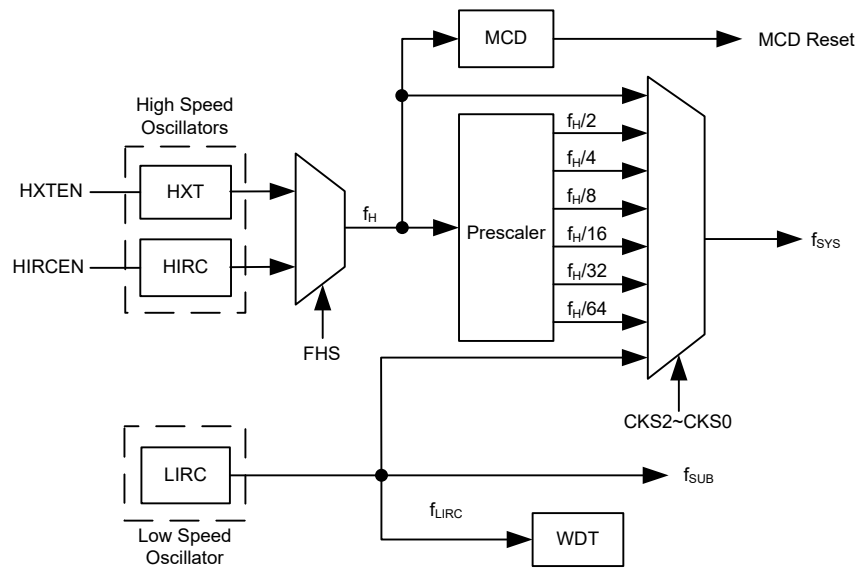 MCD
MCD Reset
High Speed
Oscillators
HXTEN
HXT
HIRCEN
HIRC
FHS
fH
Prescaler
fH/2
fH/4
fH/8
fH/16
fH/32
fH/64
fSYS
CKS2~CKS0
LIRC
Low Speed
Oscillator
fSUB
fLIRC
WDT